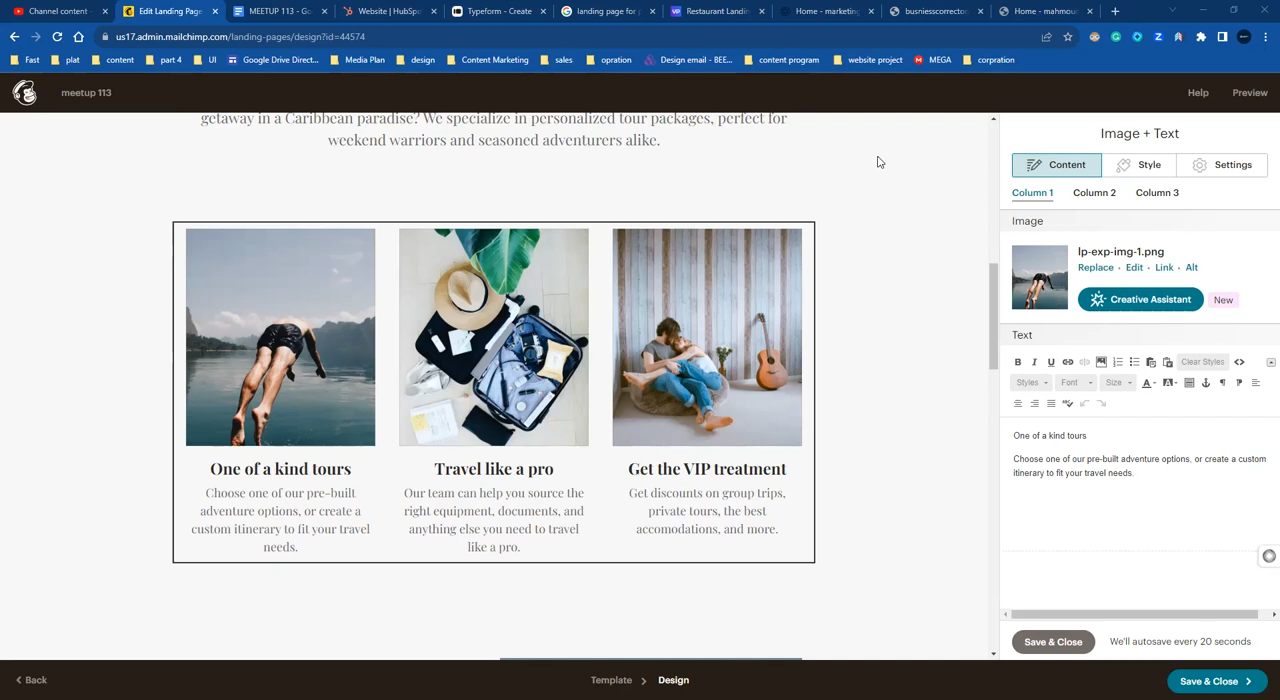 Channel content -
Edit Landing Page
MEETUP 113 - Go
Website | HubSpo
Typeform - Create
landing page for
Restaurant Landin
Home - marketing
busniesscorrector
Home - mahmou
us17.admin.mailchimp.com/landing-pages/design?id=44574
Fast
plat
content
part 4
UI
Google Drive Direct...
Media Plan
design
Content Marketing
sales
opration
Design email - BEE...
content program
website project
MEGA
corpration
meetup 113
Help
Preview
getaway in a Caribbean paradise? We specialize in personalized tour packages, perfect for
weekend warriors and seasoned adventurers alike.
One of a kind tours
Choose one of our pre-built
adventure options, or create a
custom itinerary to fit your travel
needs.
Travel like a pro
Our team can help you source the
right equipment, documents, and
anything else you need to travel
like a pro.
Get the VIP treatment
Get discounts on group trips,
private tours, the best
accomodations, and more.
Image + Text
Content
Style
Settings
Column 1
Column 2
Column 3
Image
lp-exp-img-1.png
Replace · Edit · Link · Alt
Creative Assistant
New
Text
Clear Styles
Styles
Font
Size
One of a kind tours
Choose one of our pre-built adventure options, or create a custom
itinerary to fit your travel needs.
Save & Close
We'll autosave every 20 seconds
Back
Template
Design
Save & Close